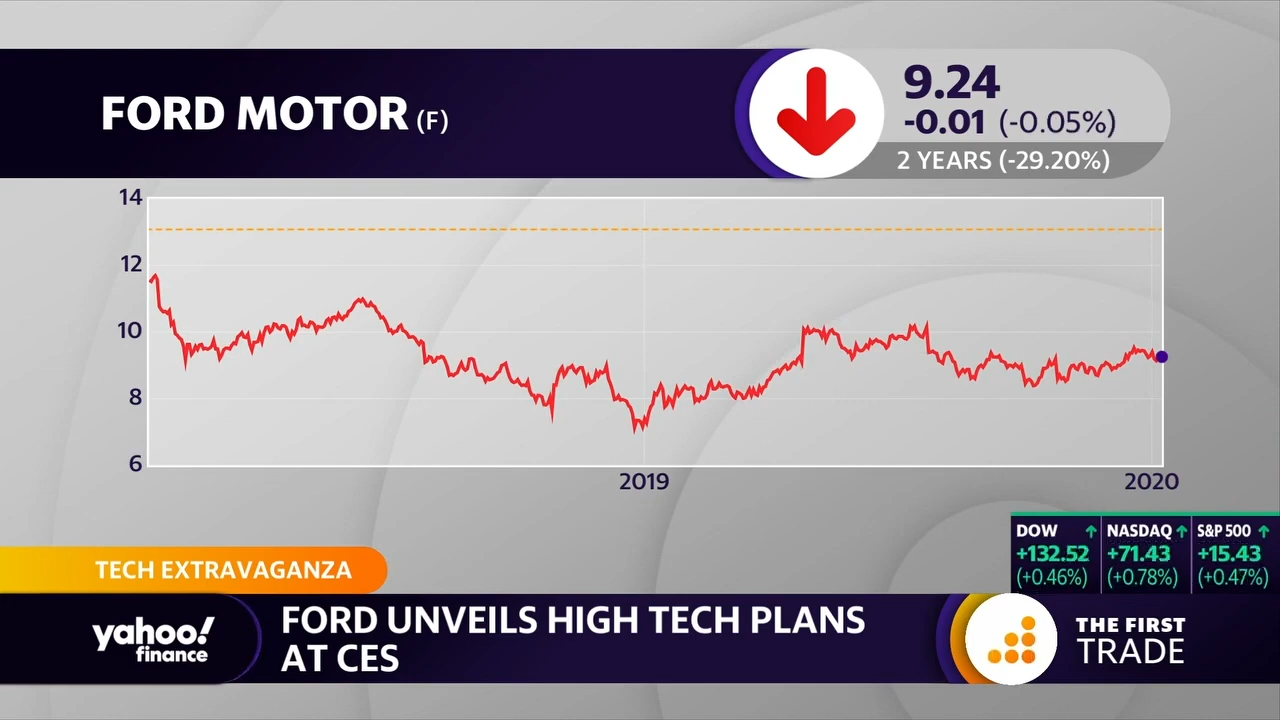 FORD MOTOR (F)
9.24
-0.01 (-0.05%)
2 YEARS (-29.20%)
14
12
10
8
6
2019
2020
DOW
+132.52
(+0.46%)
NASDAQ
+71.43
(+0.78%)
S&P 500
+15.43
(+0.47%)
TECH EXTRAVAGANZA
yahoo!
finance
FORD UNVEILS HIGH TECH PLANS
AT CES
THE FIRST
TRADE